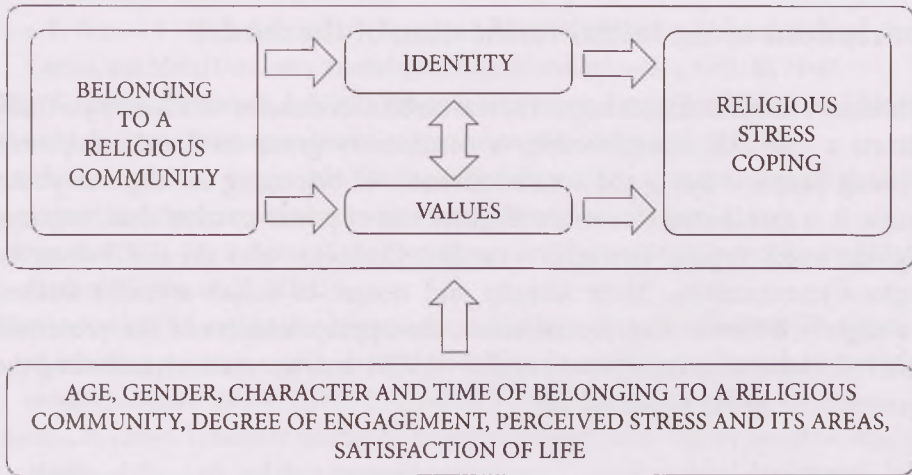 BELONGING
TO A
RELIGIOUS
COMMUNITY
IDENTITY
VALUES
RELIGIOUS
STRESS
COPING
AGE, GENDER, CHARACTER AND TIME OF BELONGING TO A RELIGIOUS
COMMUNITY, DEGREE OF ENGAGEMENT, PERCEIVED STRESS AND ITS AREAS,
SATISFACTION OF LIFE